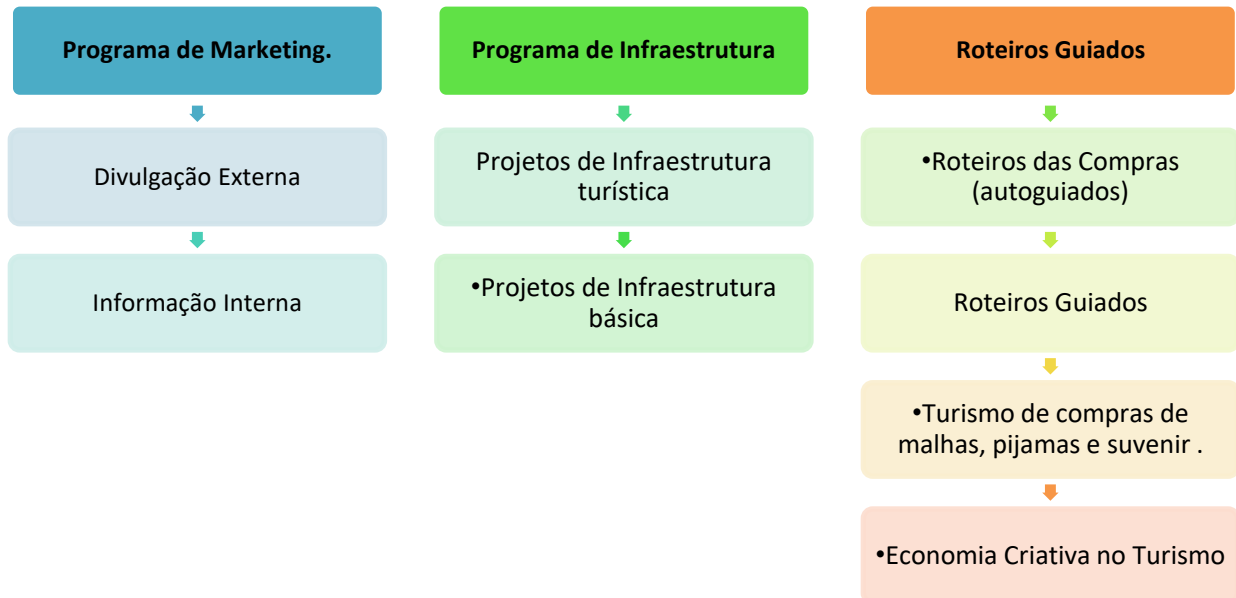 Programa de Marketing.
Divulgação Externa
Informação Interna
Programa de Infraestrutura
Projetos de Infraestrutura
turística
•Projetos de Infraestrutura
básica
Roteiros Guiados
•Roteiros das Compras
(autoguiados)
Roteiros Guiados
•Turismo de compras de
malhas, pijamas e suvenir .
•Economia Criativa no Turismo